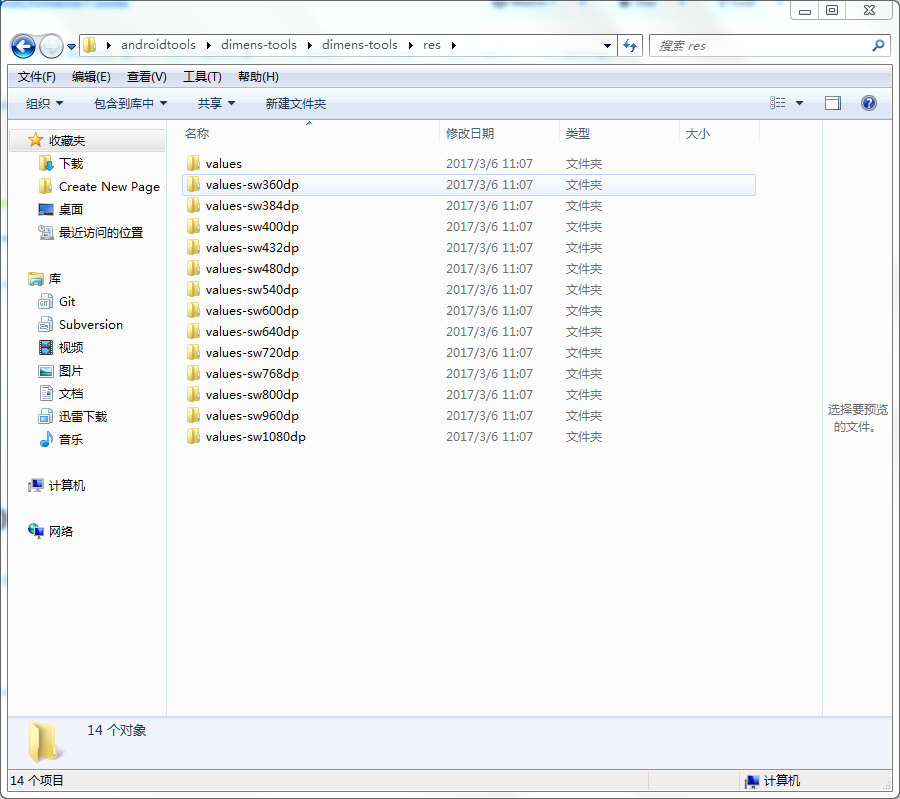 androidtools dimens-tools dimens-tools res 搜索 res
文件(F) 编辑(E) 查看(V) 工具(T) 帮助(H)
组织 包含到库中 共享 新建文件夹
收藏夹
下载
Create New Page
桌面
最近访问的位置
库
Git
Subversion
视频
图片
文档
迅雷下载
音乐
计算机
网络
名称 修改日期 类型 大小
values 2017/3/6 11:07 文件夹
values-sw360dp 2017/3/6 11:07 文件夹
values-sw384dp 2017/3/6 11:07 文件夹
values-sw400dp 2017/3/6 11:07 文件夹
values-sw432dp 2017/3/6 11:07 文件夹
values-sw480dp 2017/3/6 11:07 文件夹
values-sw540dp 2017/3/6 11:07 文件夹
values-sw600dp 2017/3/6 11:07 文件夹
values-sw640dp 2017/3/6 11:07 文件夹
values-sw720dp 2017/3/6 11:07 文件夹
values-sw768dp 2017/3/6 11:07 文件夹
values-sw800dp 2017/3/6 11:07 文件夹
values-sw960dp 2017/3/6 11:07 文件夹
values-sw1080dp 2017/3/6 11:07 文件夹
选择要预览
的文件。
14 个对象
14 个项目 计算机